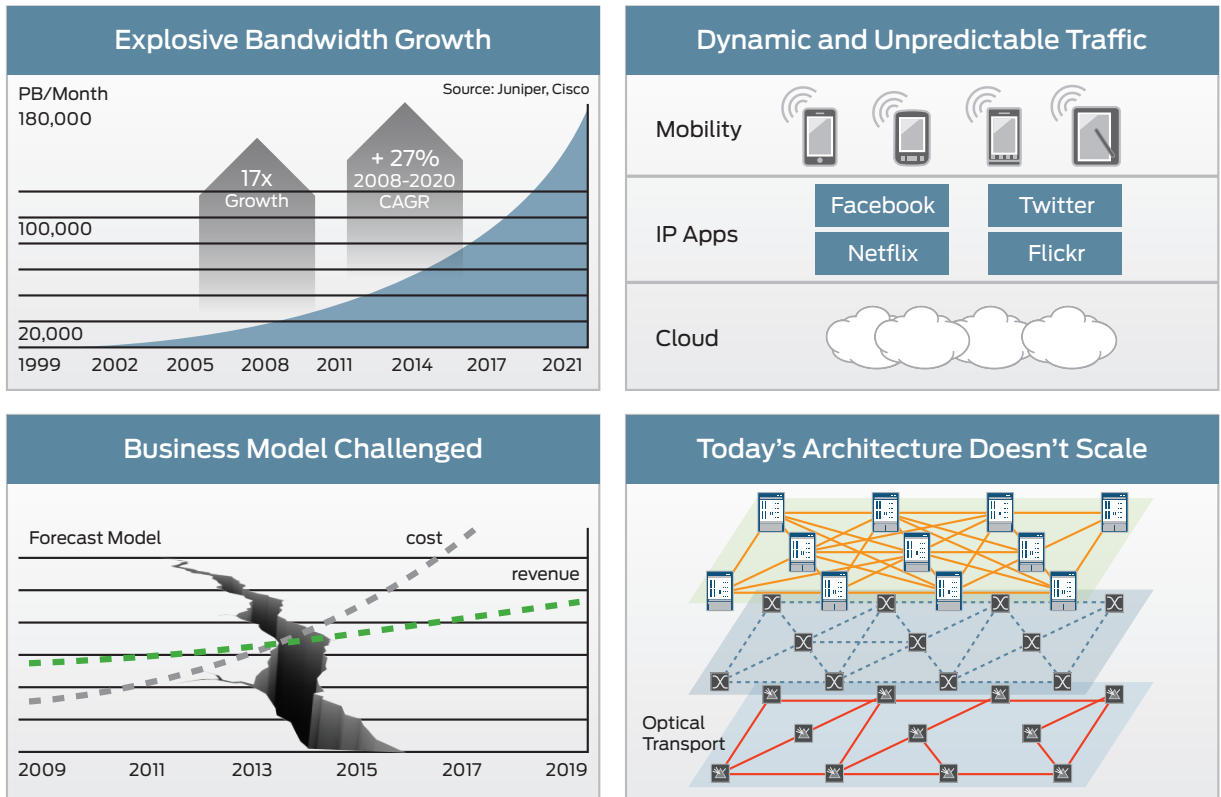 Explosive Bandwidth Growth
PB/Month
Source: Juniper, Cisco
180,000
17x
Growth
+ 27%
2008-2020
CAGR
100,000
20,000
1999 2002 2005 2008 2011 2014 2017 2021
Dynamic and Unpredictable Traffic
Mobility
IP Apps
Facebook Twitter
Netflix Flickr
Cloud
Business Model Challenged
Forecast Model
cost
revenue
2009 2011 2013 2015 2017 2019
Today’s Architecture Doesn’t Scale
Optical
Transport